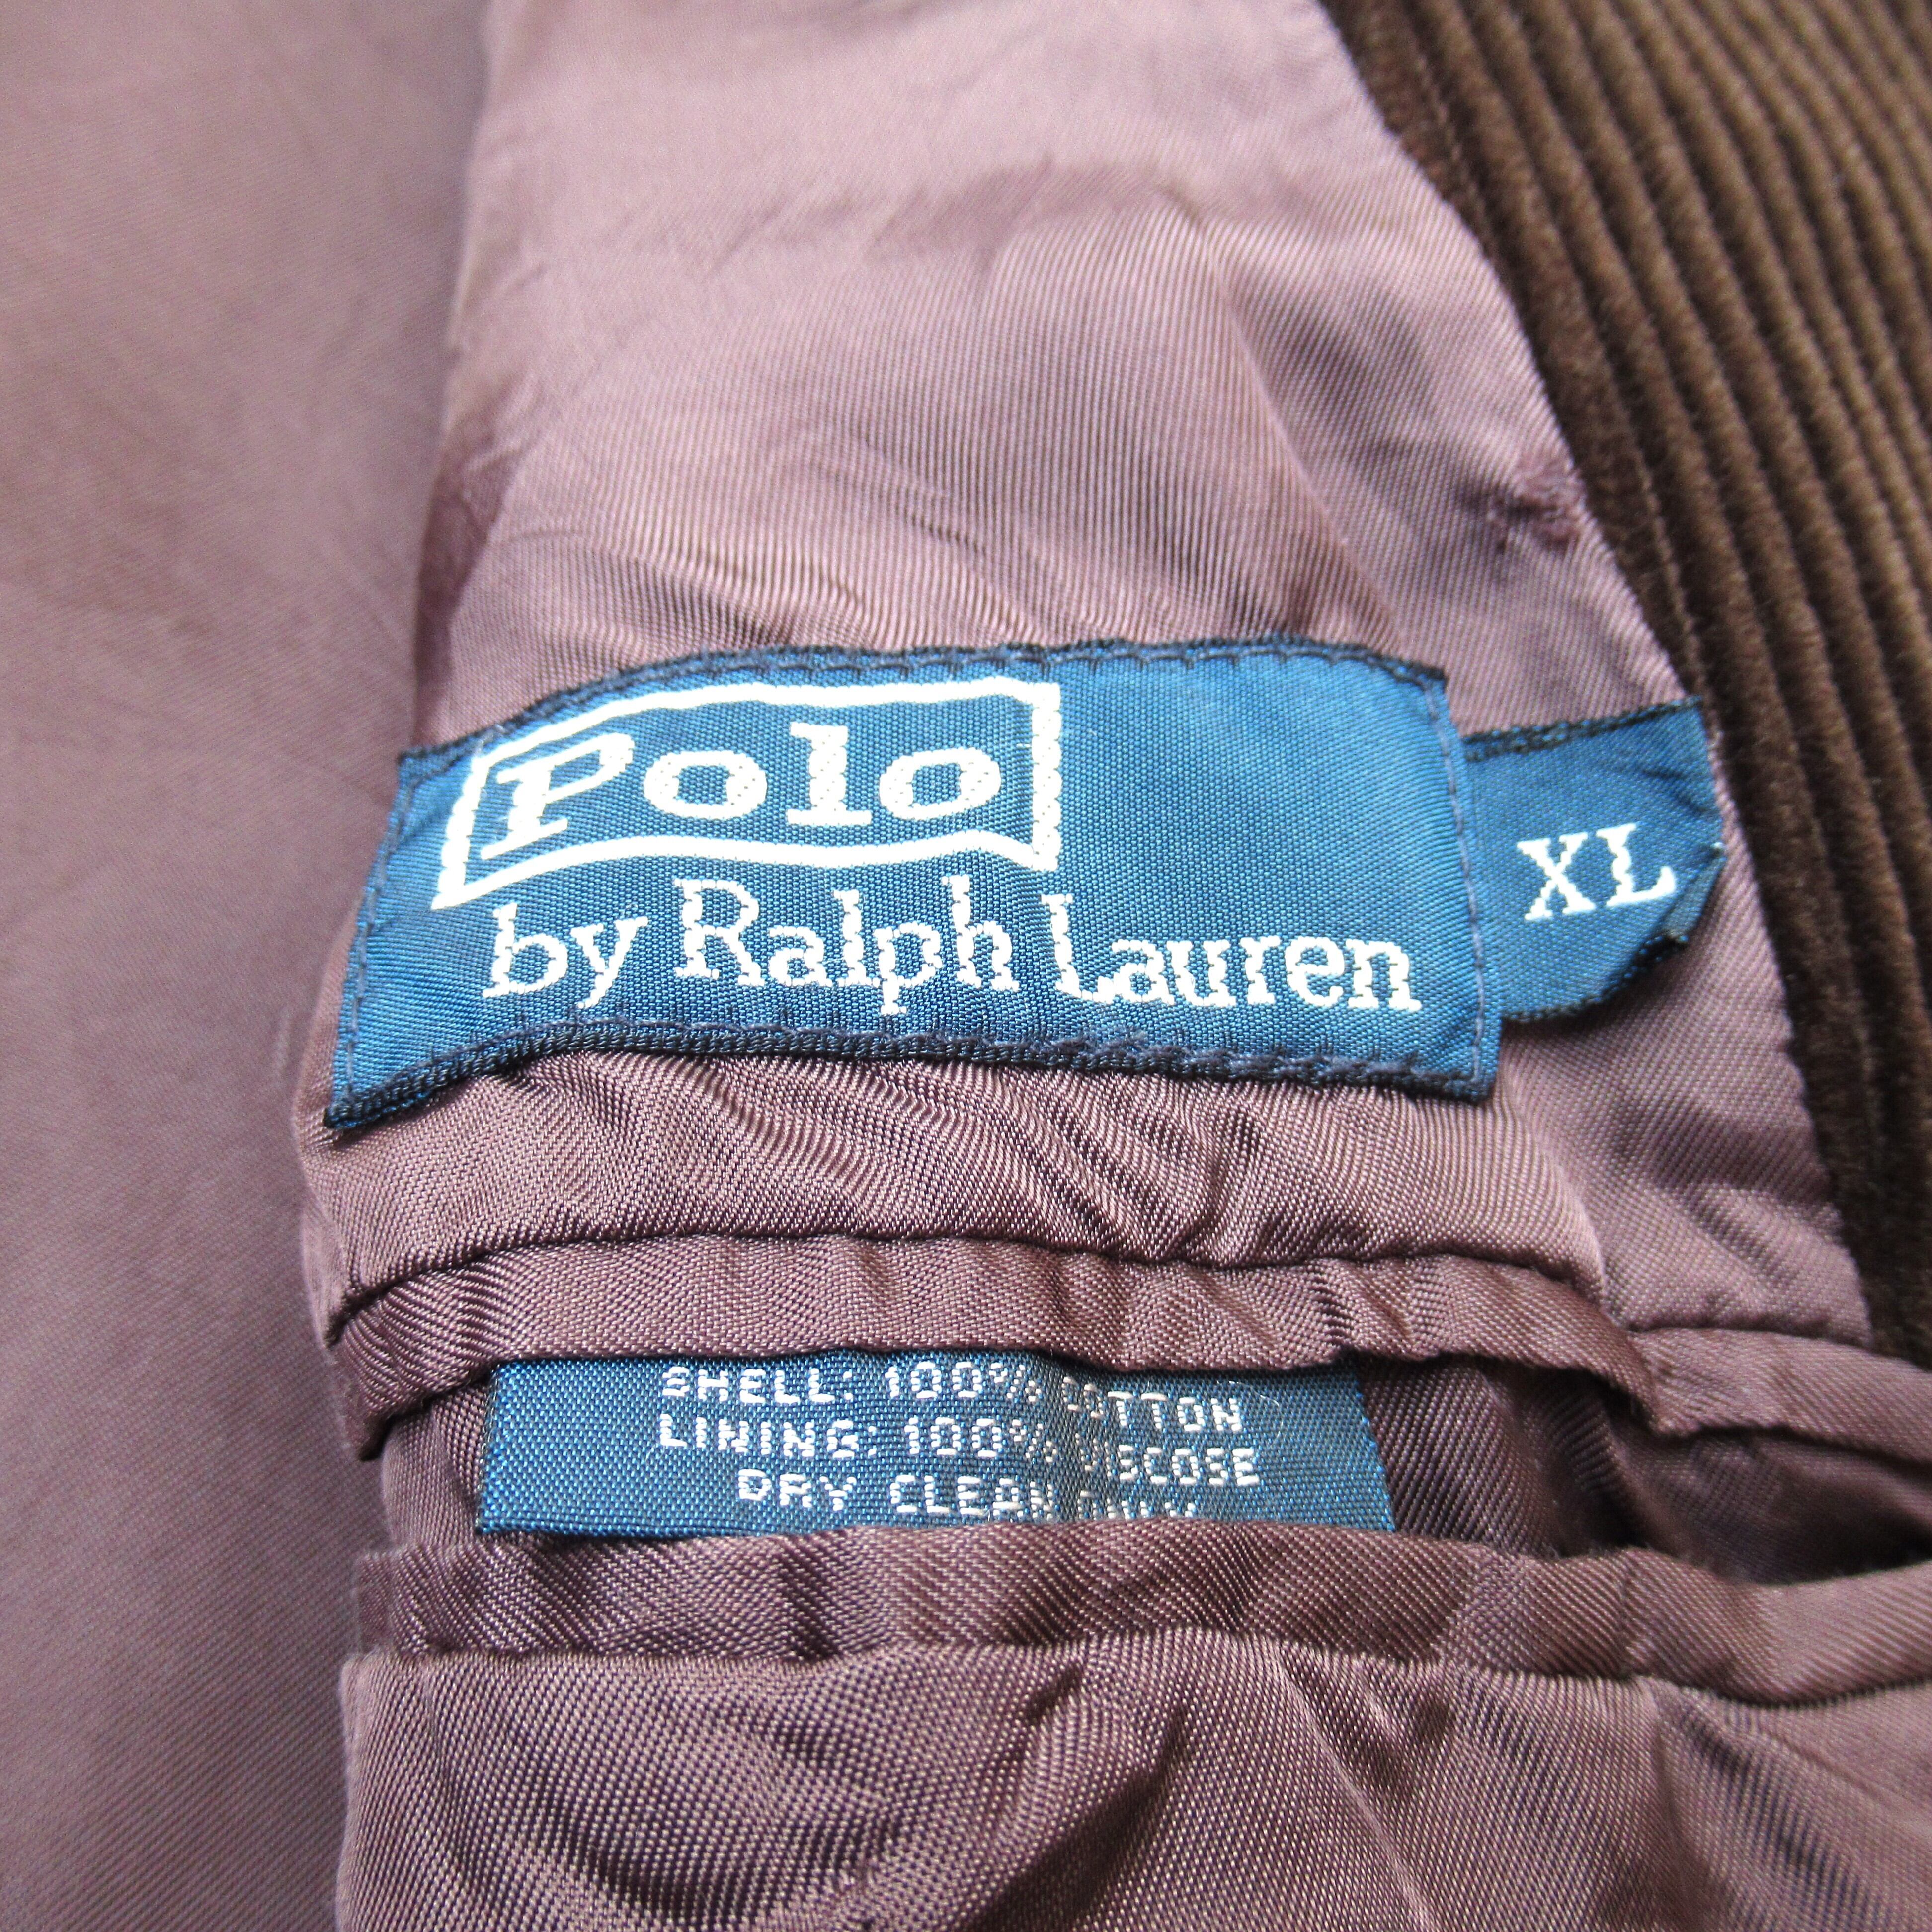 Polo
by Ralph Lauren
XL
SHELL: 100% COTTON
LINING: 100% VISCOSE
DRY CLEAN ONLY